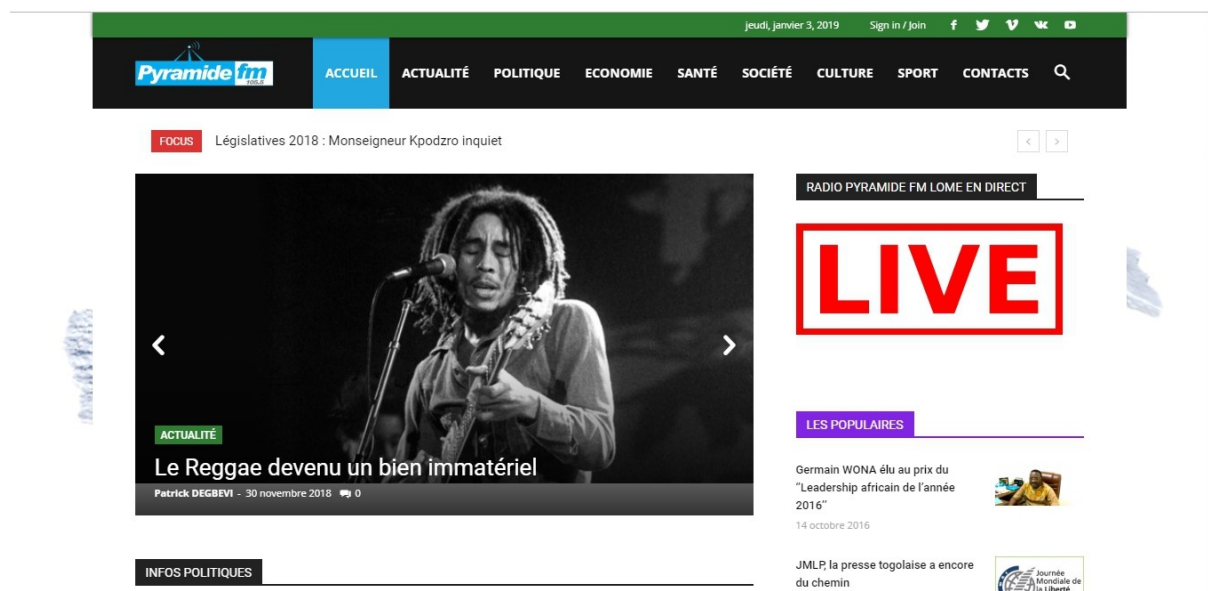 jeudi, janvier 3, 2019 Sign in / Join
Pyramide fm
105.5
ACCUEIL ACTUALITÉ POLITIQUE ECONOMIE SANTÉ SOCIÉTÉ CULTURE SPORT CONTACTS
FOCUS Législatives 2018 : Monseigneur Kpodzro inquiet
RADIO PYRAMIDE FM LOME EN DIRECT
LIVE
ACTUALITÉ
Le Reggae devenu un bien immatériel
Patrick DEGBEVI - 30 novembre 2018 0
LES POPULAIRES
Germain WONA élu au prix du
"Leadership africain de l'année
2016"
14 octobre 2016
JMLP, la presse togolaise a encore
du chemin
Journée
Mondiale de
la Liberté
INFOS POLITIQUES